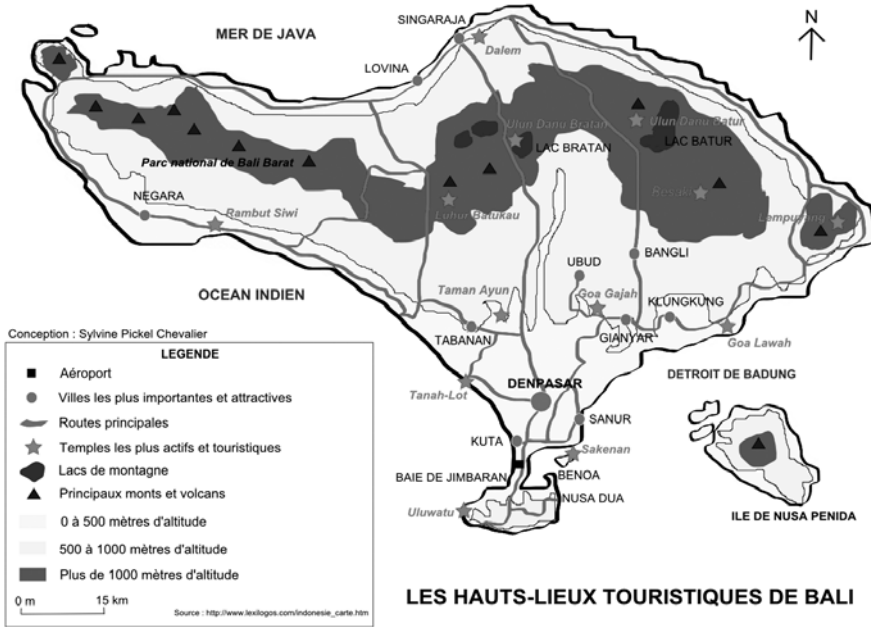 N
SINGARAJA
MER DE JAVA
Dalem
LOVINA
Ulun Danu Bratan
Ulun Danu Batur
LAC BRATAN
LAC BATUR
Parc national de Bali Barat
NEGARA
Rambut Siwi
Luhur Batukau
Besaki
Lempuyang
OCEAN INDIEN
UBUD
BANGLI
Taman Ayun
Goa Gajah
KLUNGKUNG
TABANAN
GIANYAR
Goa Lawah
Tanah-Lot
DENPASAR
DETROIT DE BADUNG
SANUR
KUTA
Sakenan
BAIE DE JIMBARAN
BENOA
NUSA DUA
Uluwatu
ILE DE NUSA PENIDA
Conception : Sylvine Pickel Chevalier
LEGENDE
Aéroport
Villes les plus importantes et attractives
Routes principales
Temples les plus actifs et touristiques
Lacs de montagne
Principaux monts et volcans
0 à 500 mètres d'altitude
500 à 1000 mètres d'altitude
Plus de 1000 mètres d'altitude
0 m 15 km
Source : http://www.lexilogos.com/indonesie_carte.htm
LES HAUTS-LIEUX TOURISTIQUES DE BALI